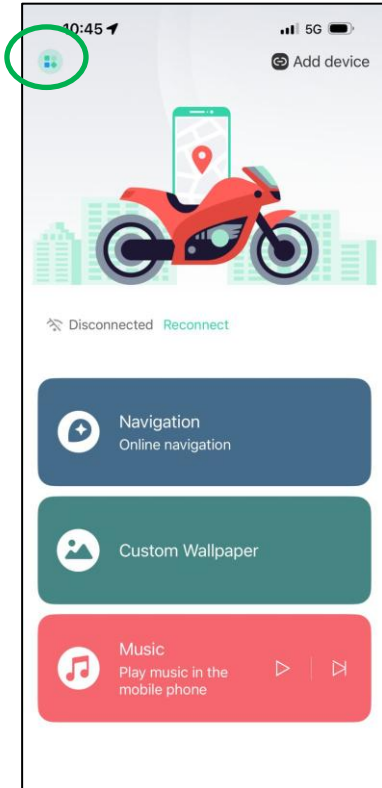 10:45
5G
Add device
Disconnected Reconnect
Navigation
Online navigation
Custom Wallpaper
Music
Play music in the
mobile phone